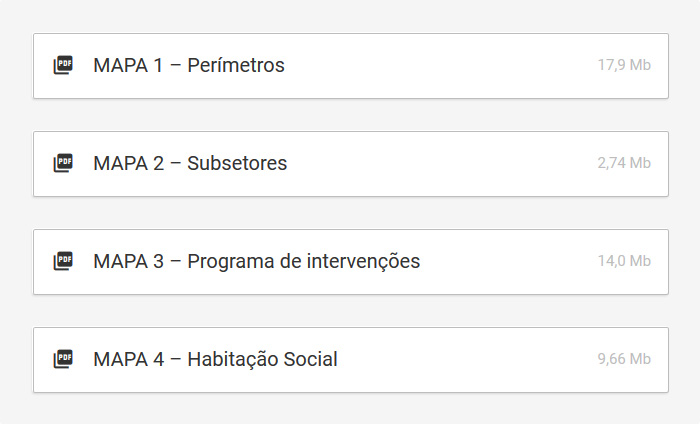 PDF MAPA 1 – Perímetros 17,9 Mb
PDF MAPA 2 – Subsetores 2,74 Mb
PDF MAPA 3 – Programa de intervenções 14,0 Mb
PDF MAPA 4 – Habitação Social 9,66 Mb